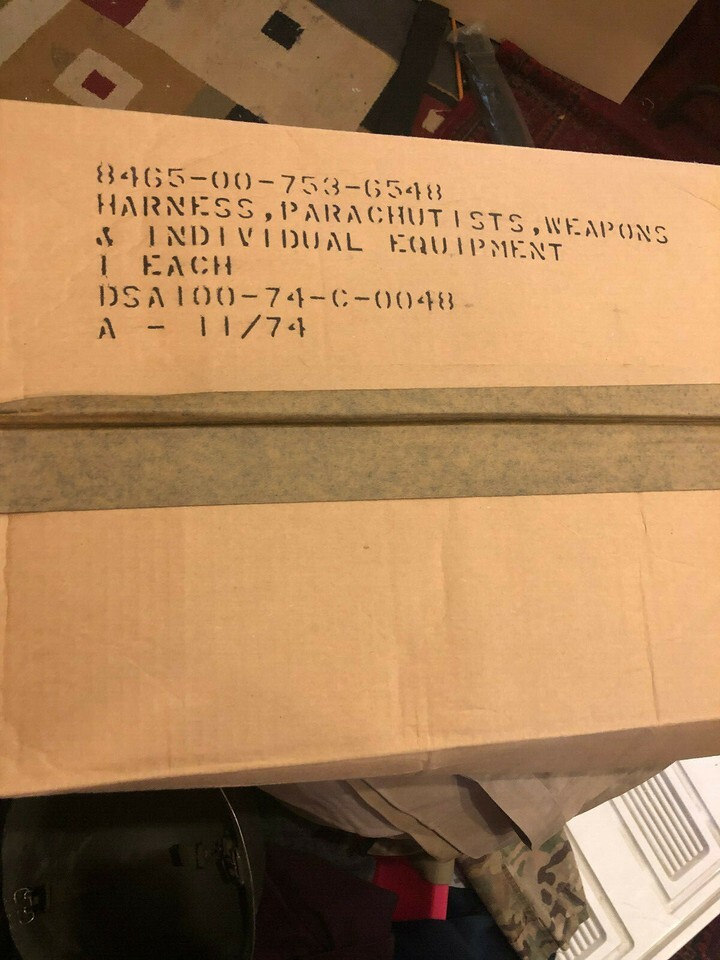 8465-00-753-6548
HARNESS,PARACHUTISTS,WEAPONS
& INDIVIDUAL EQUIPMENT
1 EACH
DSA100-74-C-0048
A - 11/74